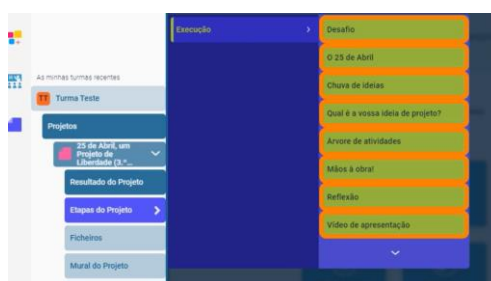 As minhas turmas recentes
TT Turma Teste
Projetos
25 de Abril, um
Projeto de
Liberdade (3.º...
Resultado do Projeto
Etapas do Projeto
Ficheiros
Mural do Projeto
Execução
Desafio
O 25 de Abril
Chuva de ideias
Qual é a vossa ideia de projeto?
Arvore de atividades
Mãos à obra!
Reflexão
Vídeo de apresentação